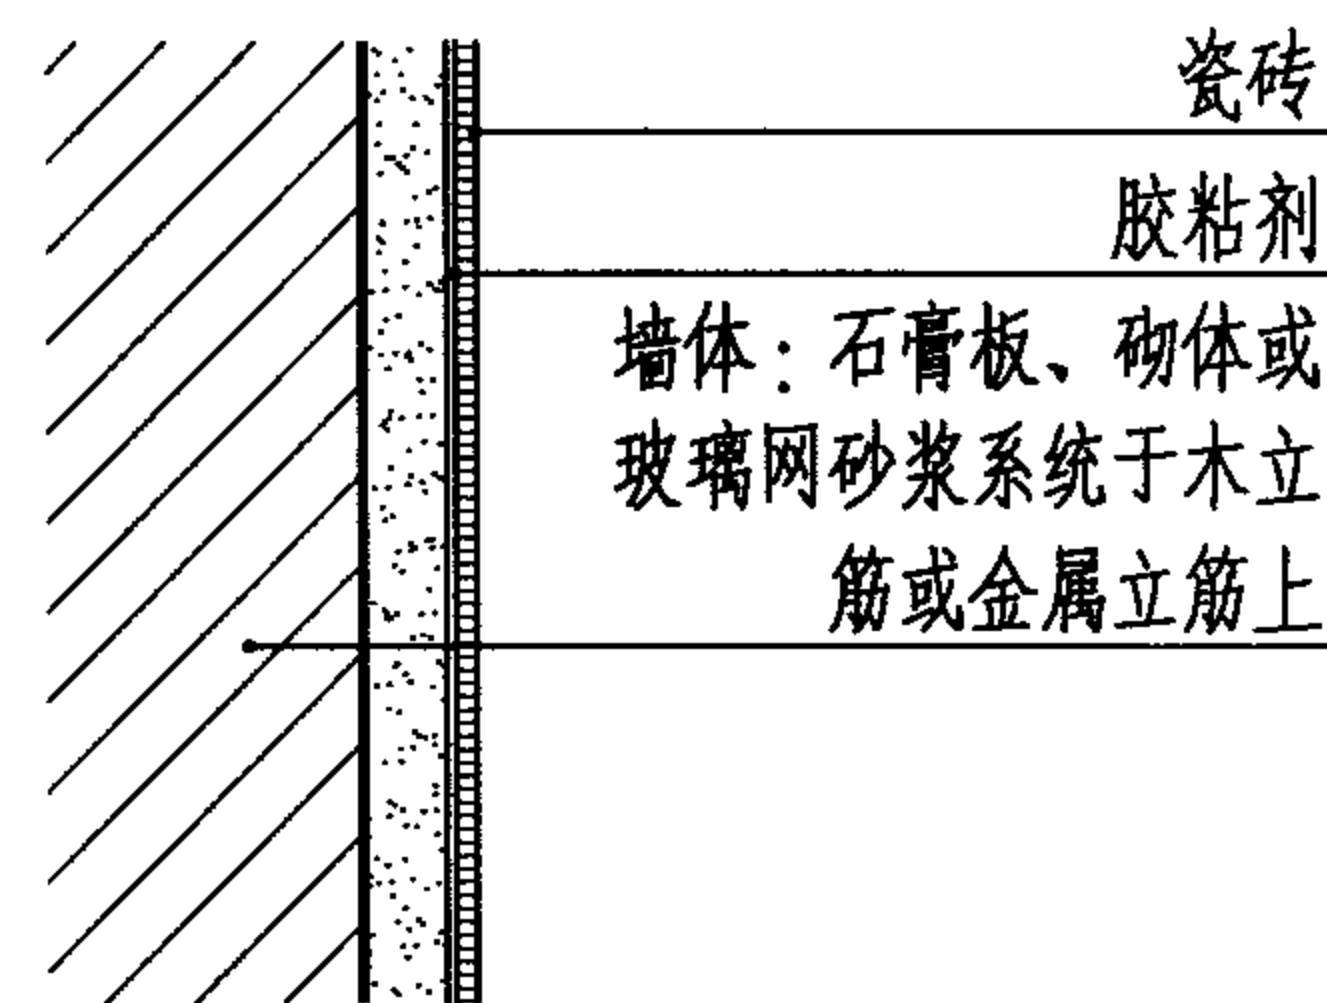 瓷砖
胶粘剂
墙体：石膏板、砌体或
玻璃网砂浆系统于木立
筋或金属立筋上